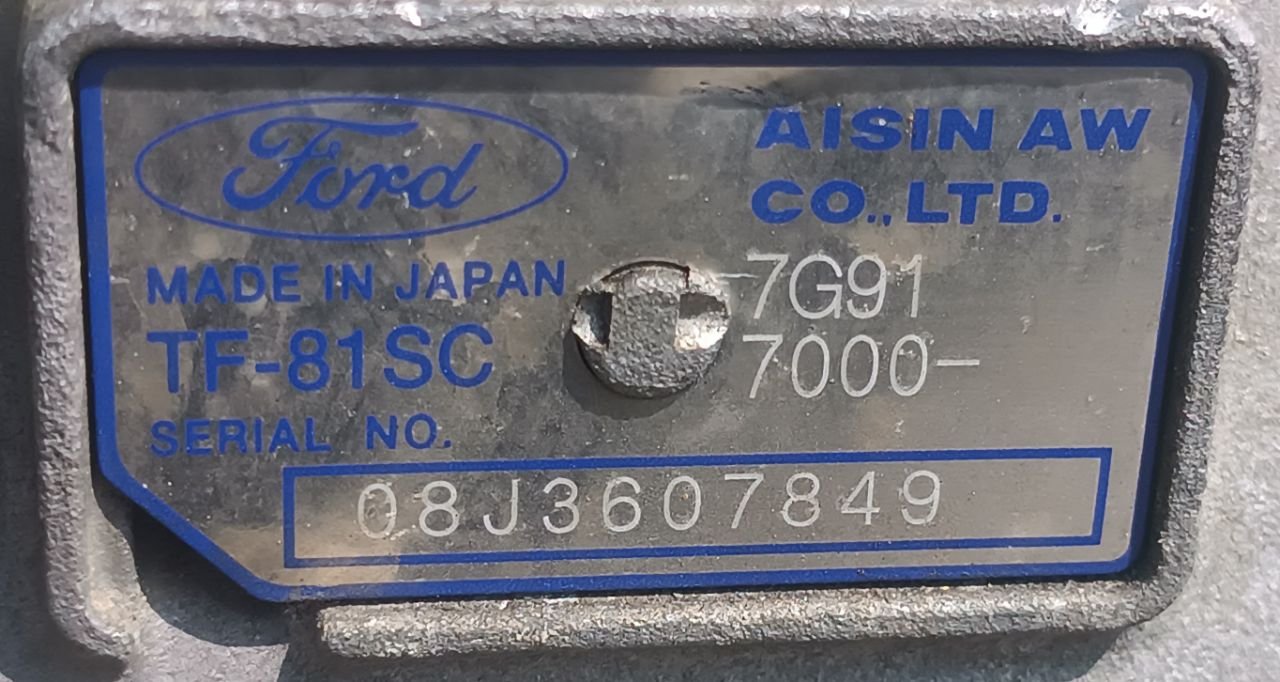 Ford
AISIN AW
CO., LTD.
MADE IN JAPAN
7G91
TF-81SC
7000-
SERIAL NO.
08J3607849